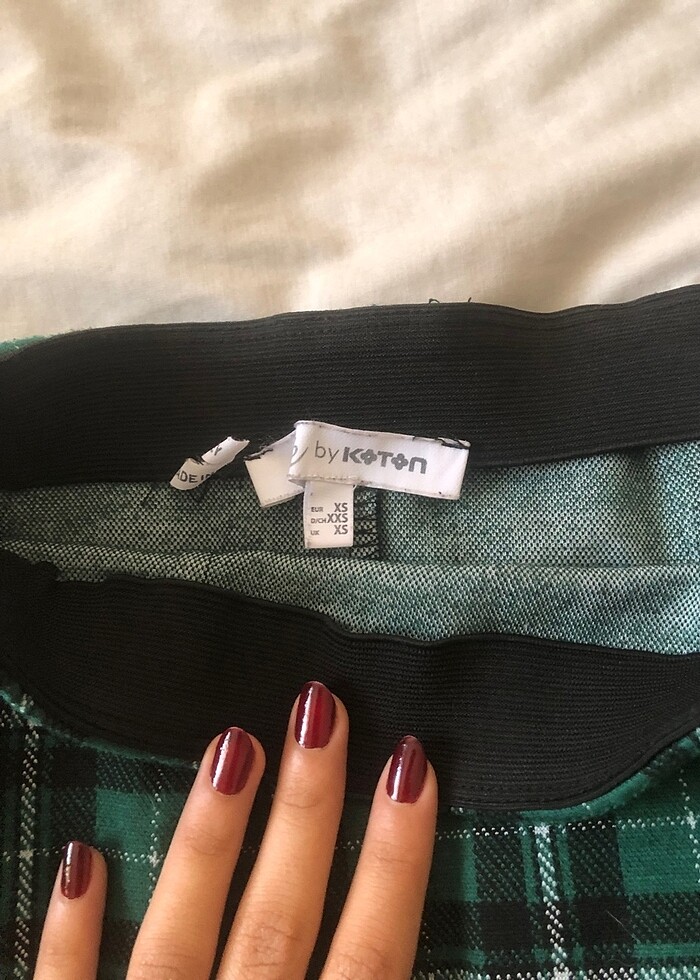 by KOTON
EUR XS
D/CH XXS
UK XS